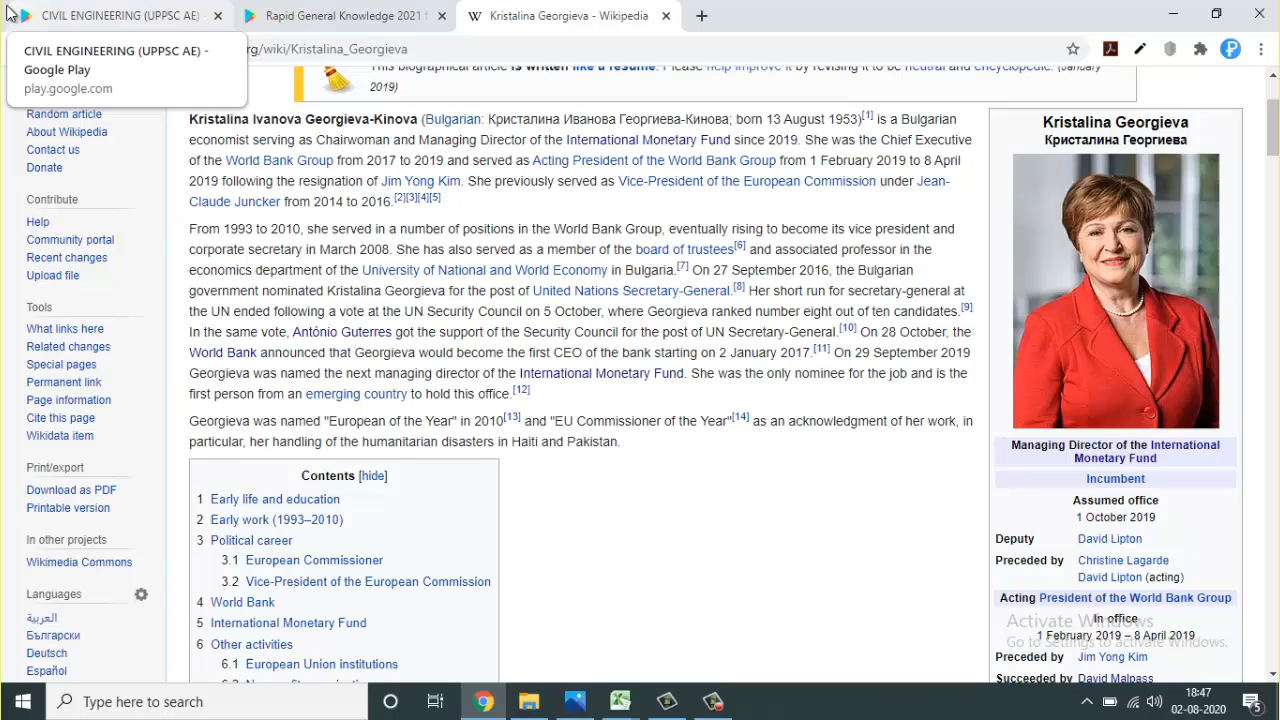 CIVIL ENGINEERING (UPPSC AE) -
Rapid General Knowledge 2021 f
Kristalina Georgieva - Wikipedia
CIVIL ENGINEERING (UPPSC AE) -
Google Play
play.google.com
rg/wiki/Kristalina_Georgieva
This biographical article is written like a resume. Please help improve it by revising it to be neutral and encyclopedic. (January
2019)
Random article
About Wikipedia
Contact us
Donate
Contribute
Help
Community portal
Recent changes
Upload file
Tools
What links here
Related changes
Special pages
Permanent link
Page information
Cite this page
Wikidata item
Print/export
Download as PDF
Printable version
In other projects
Wikimedia Commons
Languages
العربية
Български
Deutsch
Español
Kristalina Ivanova Georgieva-Kinova (Bulgarian: Кристалина Иванова Георгиева-Кинова; born 13 August 1953)[1] is a Bulgarian
economist serving as Chairwoman and Managing Director of the International Monetary Fund since 2019. She was the Chief Executive
of the World Bank Group from 2017 to 2019 and served as Acting President of the World Bank Group from 1 February 2019 to 8 April
2019 following the resignation of Jim Yong Kim. She previously served as Vice-President of the European Commission under Jean-
Claude Juncker from 2014 to 2016.[2][3][4][5]
From 1993 to 2010, she served in a number of positions in the World Bank Group, eventually rising to become its vice president and
corporate secretary in March 2008. She has also served as a member of the board of trustees[6] and associated professor in the
economics department of the University of National and World Economy in Bulgaria.[7] On 27 September 2016, the Bulgarian
government nominated Kristalina Georgieva for the post of United Nations Secretary-General.[8] Her short run for secretary-general at
the UN ended following a vote at the UN Security Council on 5 October, where Georgieva ranked number eight out of ten candidates.[9]
In the same vote, António Guterres got the support of the Security Council for the post of UN Secretary-General.[10] On 28 October, the
World Bank announced that Georgieva would become the first CEO of the bank starting on 2 January 2017.[11] On 29 September 2019
Georgieva was named the next managing director of the International Monetary Fund. She was the only nominee for the job and is the
first person from an emerging country to hold this office.[12]
Georgieva was named "European of the Year" in 2010[13] and "EU Commissioner of the Year"[14] as an acknowledgment of her work, in
particular, her handling of the humanitarian disasters in Haiti and Pakistan.
Contents [hide]
1 Early life and education
2 Early work (1993–2010)
3 Political career
3.1 European Commissioner
3.2 Vice-President of the European Commission
4 World Bank
5 International Monetary Fund
6 Other activities
6.1 European Union institutions
Kristalina Georgieva
Кристалина Георгиева
Managing Director of the International
Monetary Fund
Incumbent
Assumed office
1 October 2019
Deputy David Lipton
Preceded by Christine Lagarde
David Lipton (acting)
Acting President of the World Bank Group
In office
1 February 2019 – 8 April 2019
Preceded by Jim Yong Kim
Succeeded by David Malpass
Activate Windows
Go to Settings to activate Windows.
Type here to search
18:47
02-08-2020
5